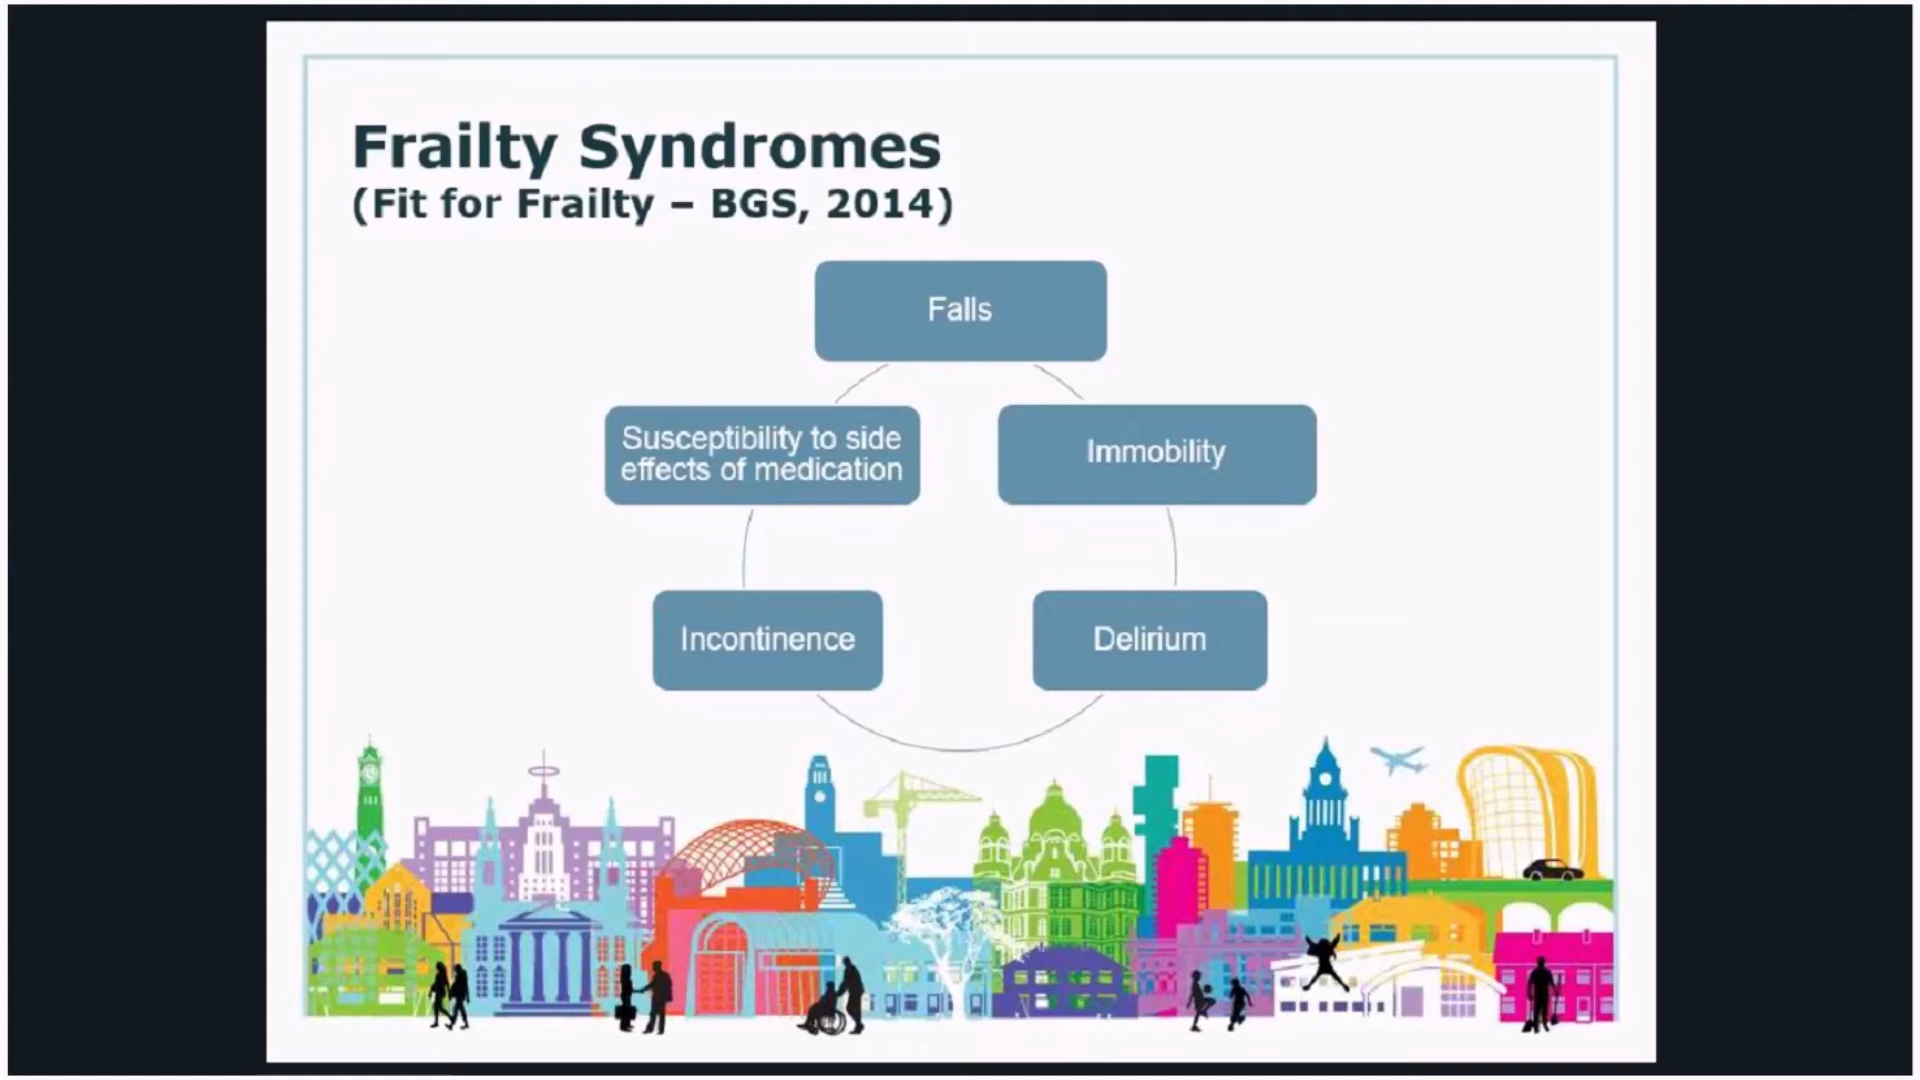 Frailty Syndromes
(Fit for Frailty – BGS, 2014)
Falls
Susceptibility to side
effects of medication
Immobility
Incontinence
Delirium